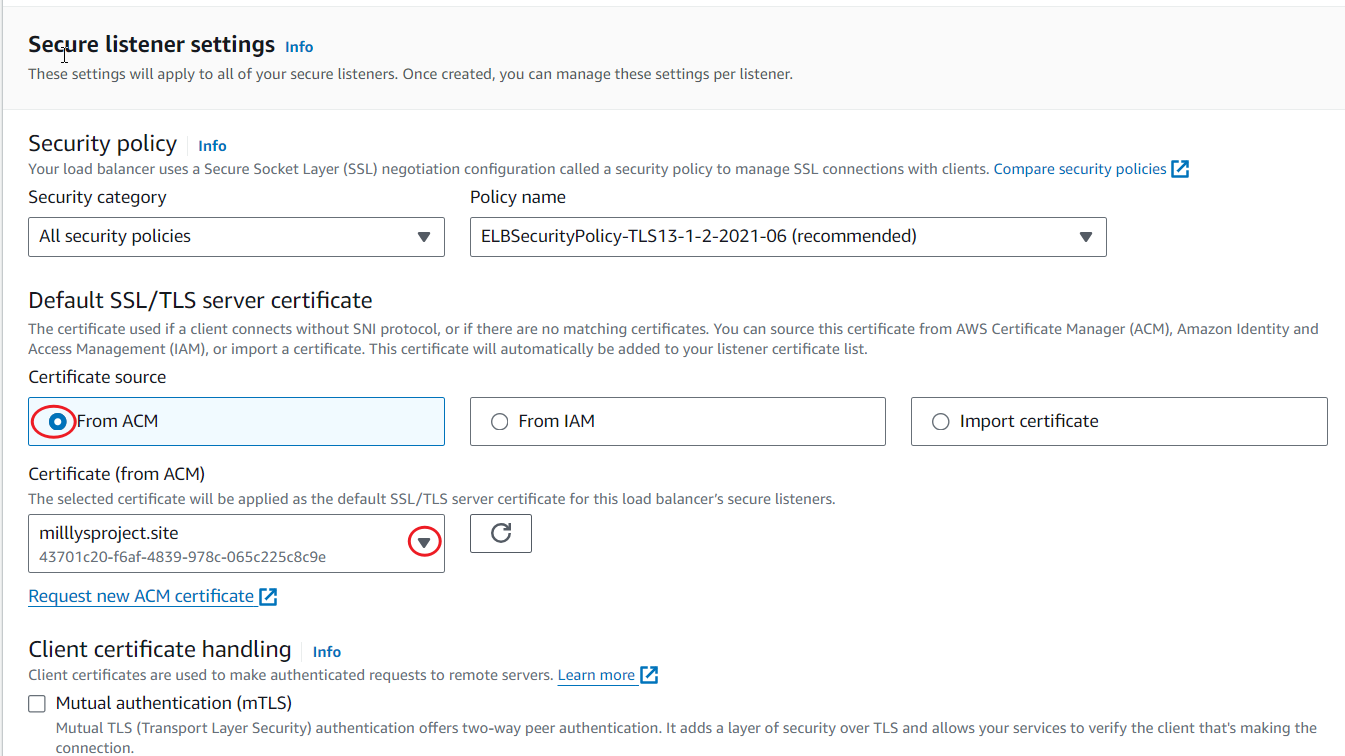 Secure listener settings Info
These settings will apply to all of your secure listeners. Once created, you can manage these settings per listener.
Security policy Info
Your load balancer uses a Secure Socket Layer (SSL) negotiation configuration called a security policy to manage SSL connections with clients. Compare security policies
Security category Policy name
All security policies ELBSecurityPolicy-TLS13-1-2-2021-06 (recommended)
Default SSL/TLS server certificate
The certificate used if a client connects without SNI protocol, or if there are no matching certificates. You can source this certificate from AWS Certificate Manager (ACM), Amazon Identity and
Access Management (IAM), or import a certificate. This certificate will automatically be added to your listener certificate list.
Certificate source
From ACM From IAM Import certificate
Certificate (from ACM)
The selected certificate will be applied as the default SSL/TLS server certificate for this load balancer’s secure listeners.
milllysproject.site
43701c20-f6af-4839-978c-065c225c8c9e
Request new ACM certificate
Client certificate handling Info
Client certificates are used to make authenticated requests to remote servers. Learn more
Mutual authentication (mTLS)
Mutual TLS (Transport Layer Security) authentication offers two-way peer authentication. It adds a layer of security over TLS and allows your services to verify the client that's making the
connection.